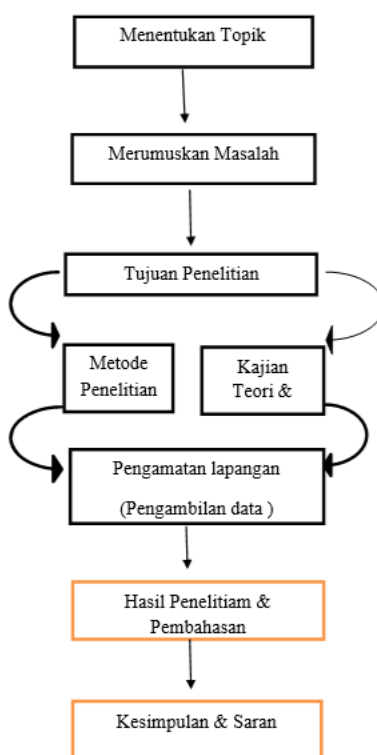 Menentukan Topik
Merumuskan Masalah
Tujuan Penelitian
Metode
Penelitian
Kajian
Teori &
Pengamatan lapangan
(Pengambilan data )
Hasil Penelitiam &
Pembahasan
Kesimpulan & Saran